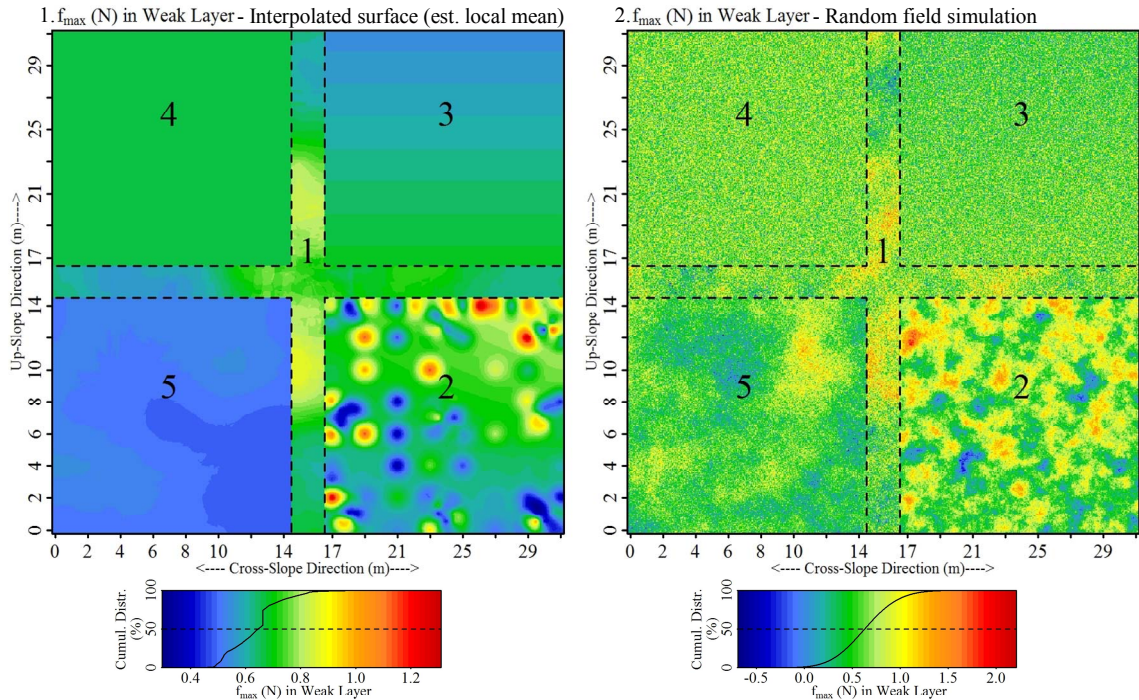 1. fmax (N) in Weak Layer - Interpolated surface (est. local mean)
2. fmax (N) in Weak Layer - Random field simulation
Up-Slope Direction (m)---->
0 2 4 6 8 10 12 14 17 21 25 29
4
3
1
5
2
0 2 4 6 8 10 14 17 21 25 29
<---- Cross-Slope Direction (m)---->
Up-Slope Direction (m)---->
0 2 4 6 8 10 12 14 17 21 25 29
4
3
1
5
2
0 2 4 6 8 10 14 17 21 25 29
<---- Cross-Slope Direction (m)---->
Cumul. Distr.
(%)
0 50 100
0.4 0.6 0.8 1.0 1.2
fmax (N) in Weak Layer
Cumul. Distr.
(%)
0 50 100
-0.5 0.0 0.5 1.0 1.5 2.0
fmax (N) in Weak Layer